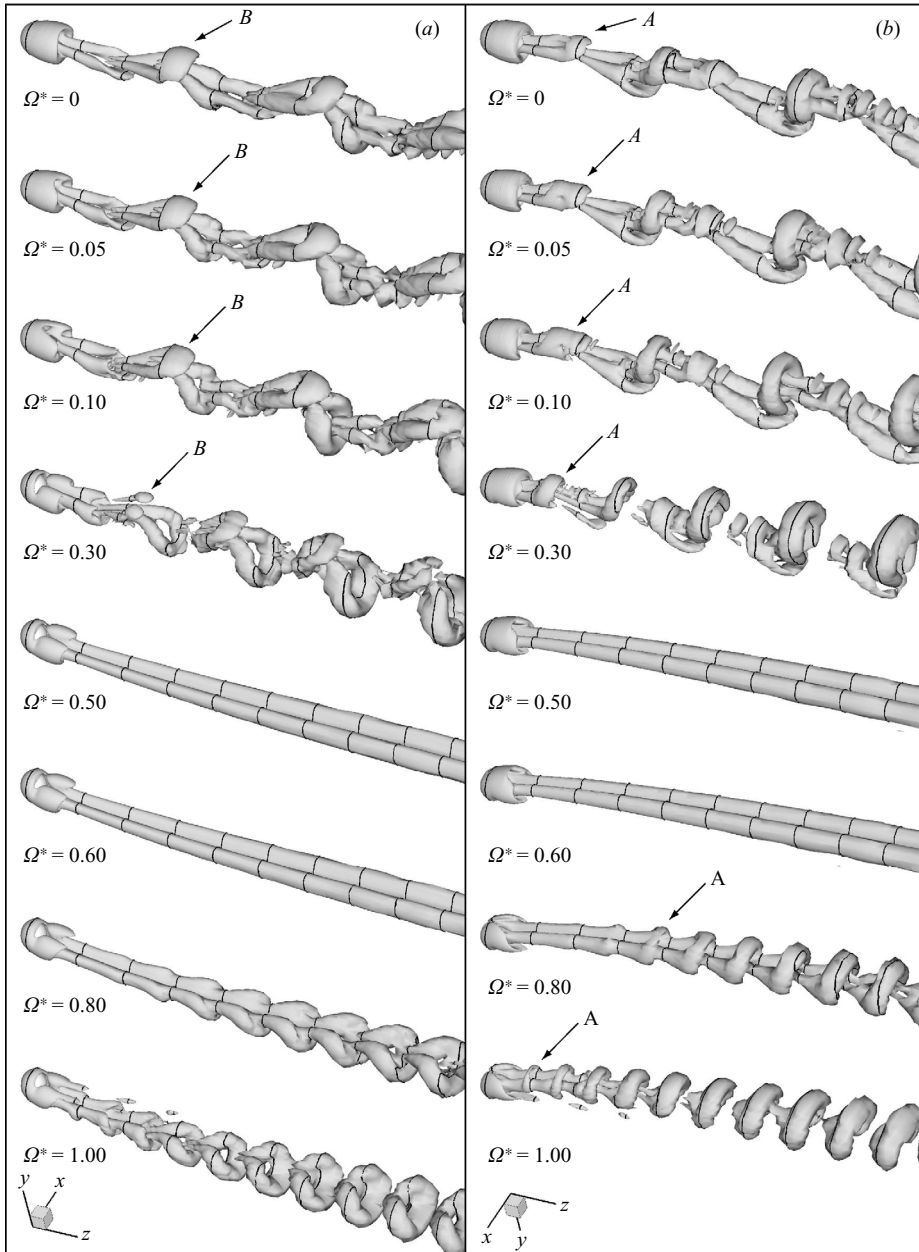 (a)
B
Ω* = 0
B
Ω* = 0.05
B
Ω* = 0.10
B
Ω* = 0.30
Ω* = 0.50
Ω* = 0.60
Ω* = 0.80
Ω* = 1.00
y
x
z
(b)
A
Ω* = 0
A
Ω* = 0.05
A
Ω* = 0.10
A
Ω* = 0.30
Ω* = 0.50
Ω* = 0.60
A
Ω* = 0.80
A
Ω* = 1.00
z
x
y